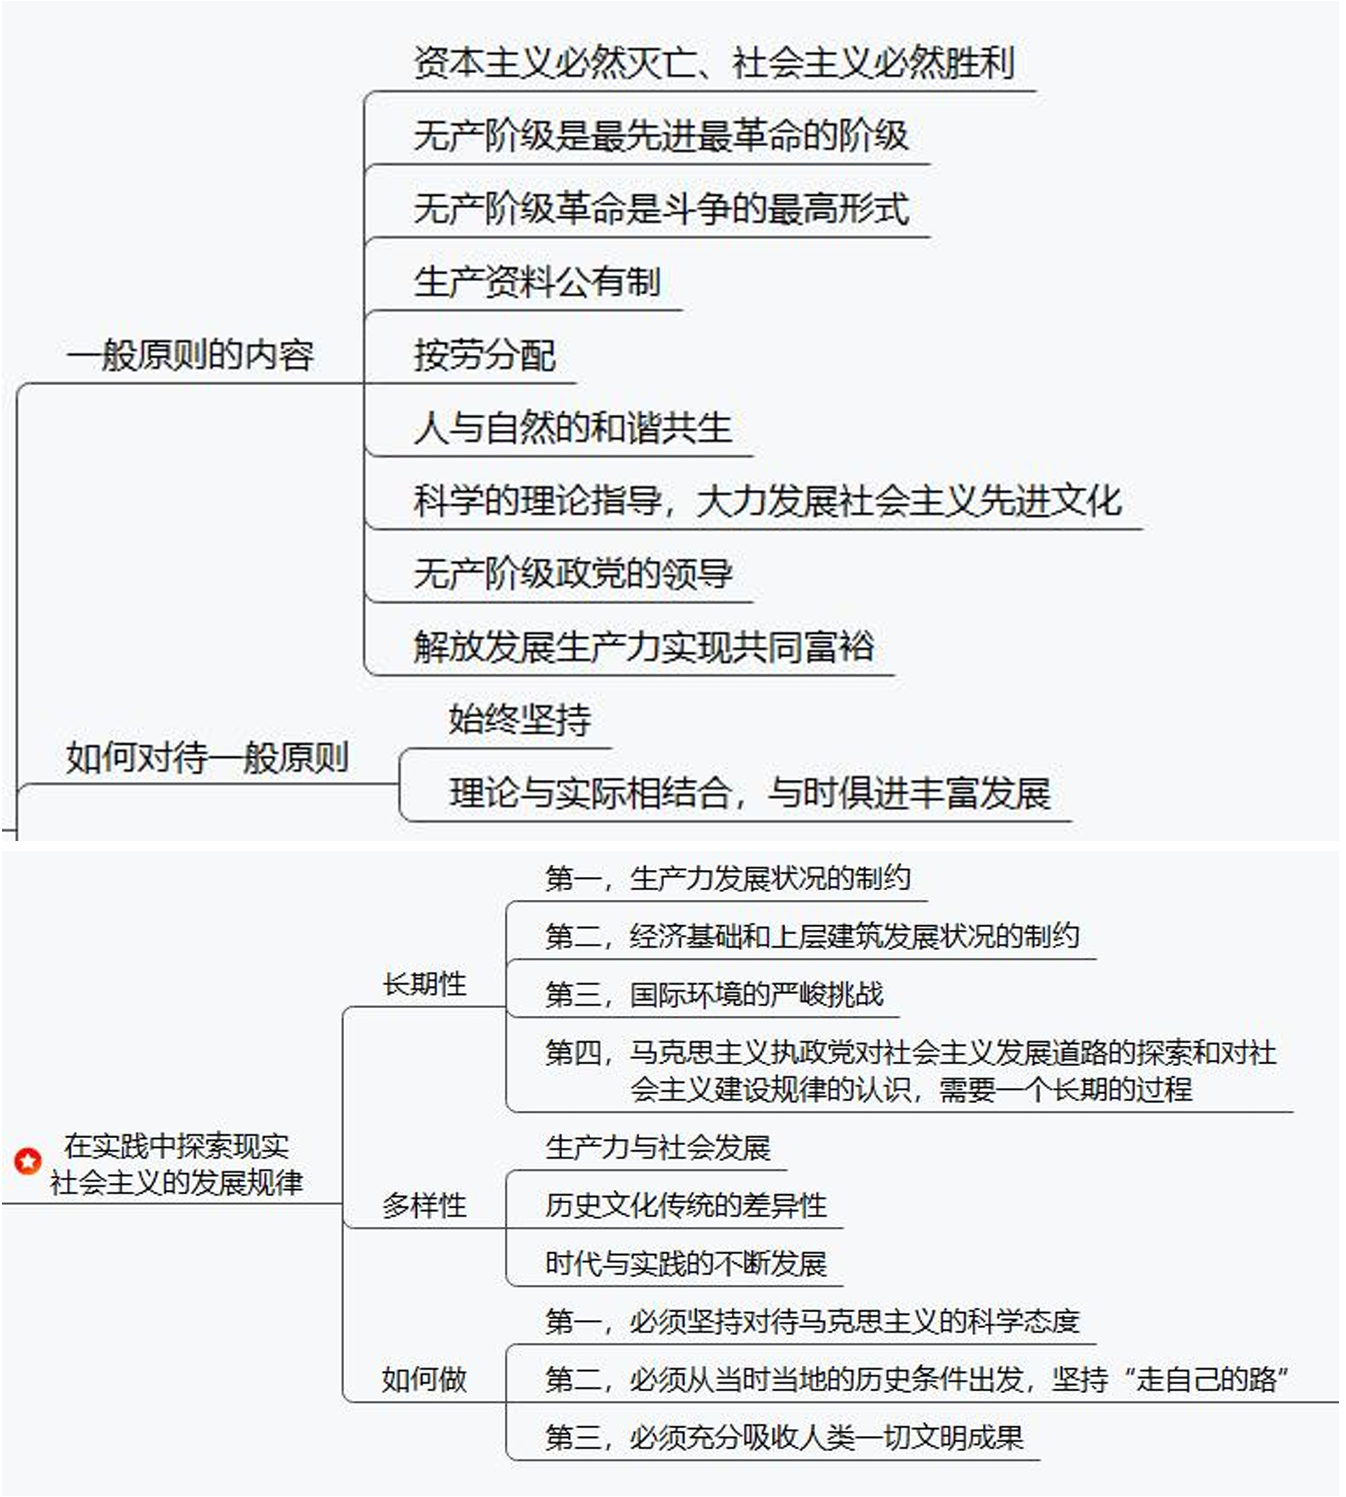 资本主义必然灭亡、社会主义必然胜利
无产阶级是最先进最革命的阶级
无产阶级革命是斗争的最高形式
生产资料公有制
一般原则的内容
按劳分配
人与自然的和谐共生
科学的理论指导，大力发展社会主义先进文化
无产阶级政党的领导
解放发展生产力实现共同富裕
如何对待一般原则
始终坚持
理论与实际相结合，与时俱进丰富发展
在实践中探索现实
社会主义的发展规律
长期性
第一，生产力发展状况的制约
第二，经济基础和上层建筑发展状况的制约
第三，国际环境的严峻挑战
第四，马克思主义执政党对社会主义发展道路的探索和对社
会主义建设规律的认识，需要一个长期的过程
多样性
生产力与社会发展
历史文化传统的差异性
时代与实践的不断发展
如何做
第一，必须坚持对待马克思主义的科学态度
第二，必须从当时当地的历史条件出发，坚持“走自己的路”
第三，必须充分吸收人类一切文明成果